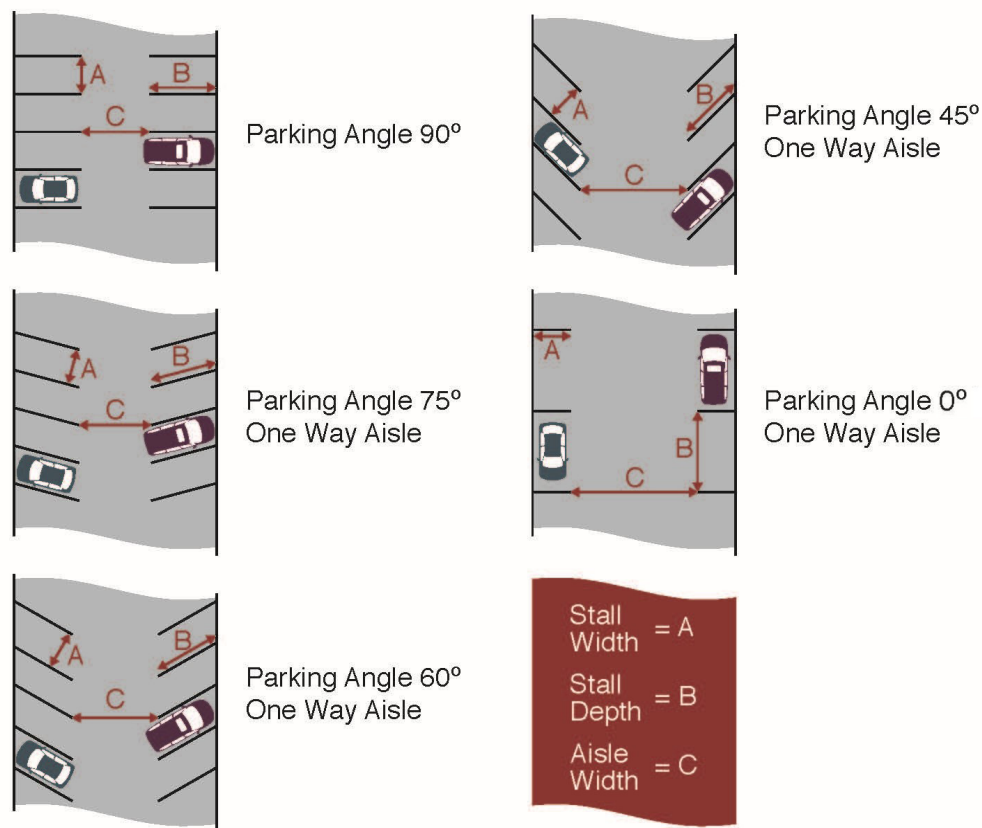 A
B
C
Parking Angle 90º
A
B
C
Parking Angle 45º
One Way Aisle
A
B
C
Parking Angle 75º
One Way Aisle
A
B
C
Parking Angle 0º
One Way Aisle
A
B
C
Parking Angle 60º
One Way Aisle
Stall
Width = A
Stall
Depth = B
Aisle
Width = C